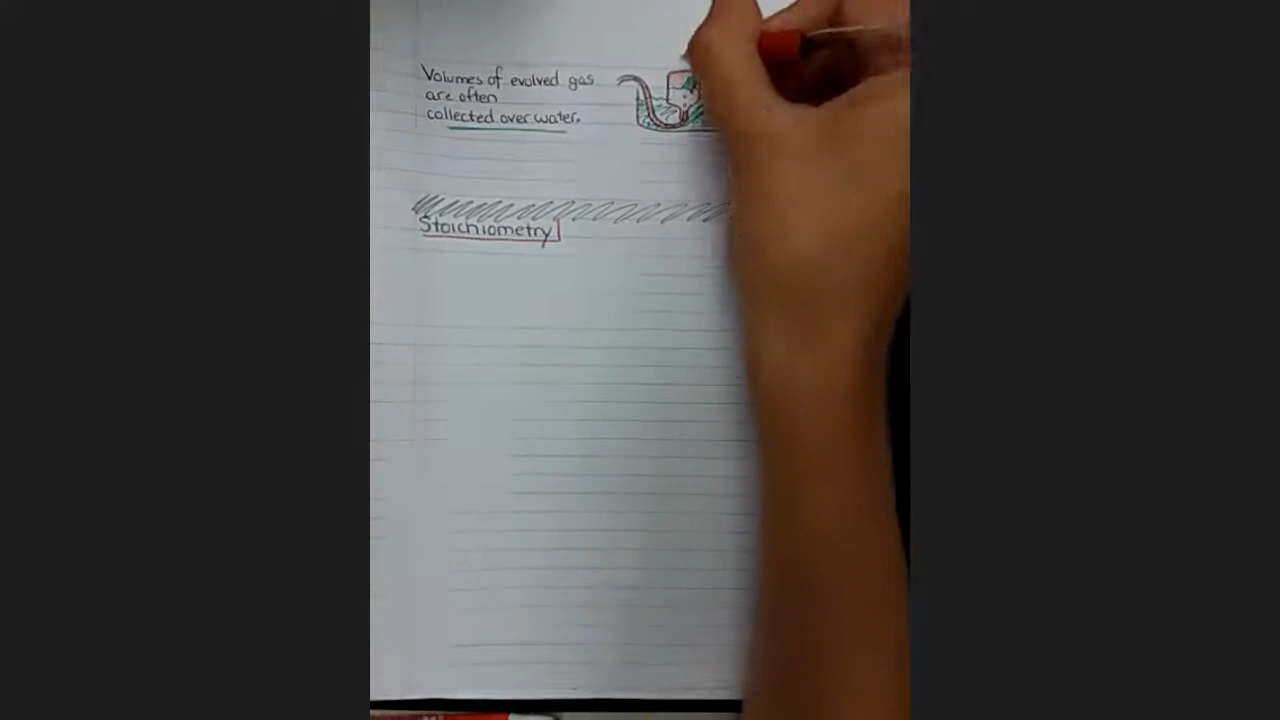 Volumes of evolved gas
are often
collected over water.
Stoichiometry